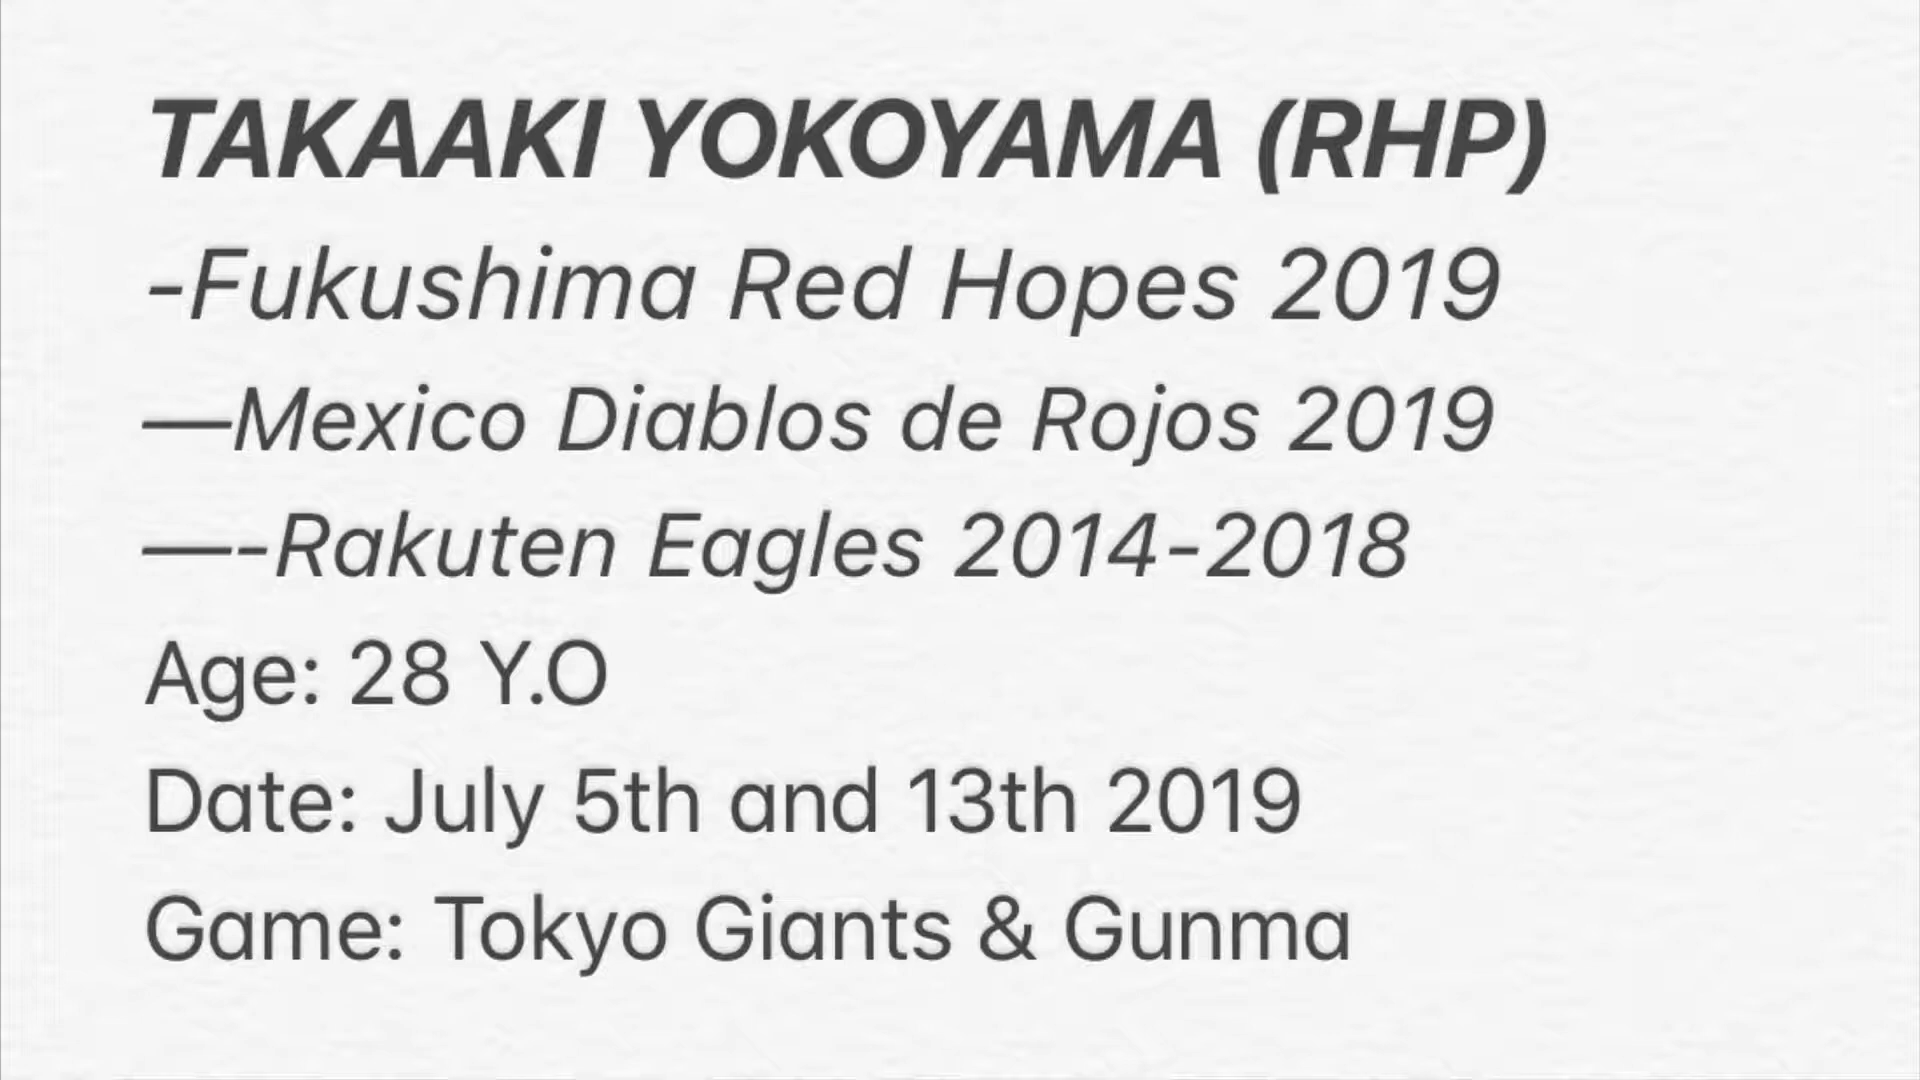 TAKAAKI YOKOYAMA (RHP)
-Fukushima Red Hopes 2019
—Mexico Diablos de Rojos 2019
—-Rakuten Eagles 2014-2018
Age: 28 Y.O
Date: July 5th and 13th 2019
Game: Tokyo Giants & Gunma